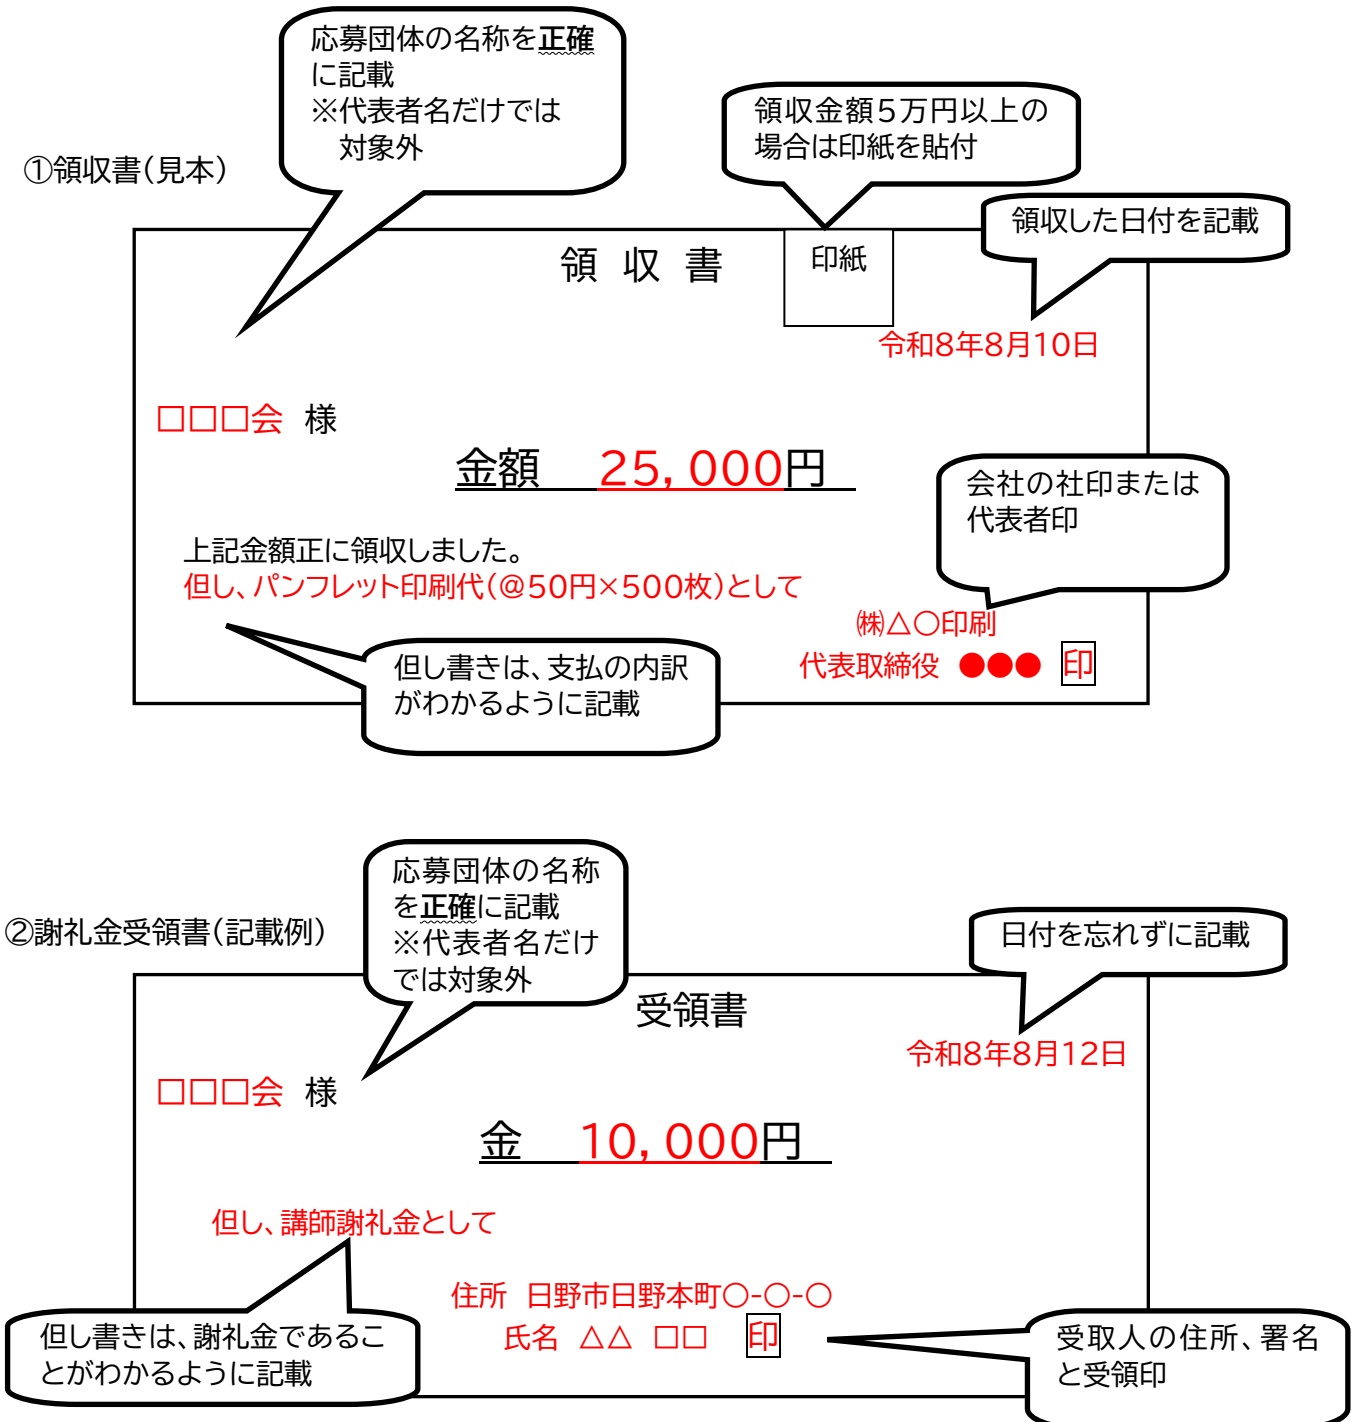 応募団体の名称を正確
に記載
※代表者名だけでは
対象外
領収金額5万円以上の
場合は印紙を貼付
①領収書(見本)
領収した日付を記載
領 収 書
印紙
令和8年8月10日
□□□会 様
金額 25,000円
会社の社印または
代表者印
上記金額正に領収しました。
但し、パンフレット印刷代(@50円×500枚)として
㈱△○印刷
代表取締役 ●●● 印
但し書きは、支払の内訳
がわかるように記載
応募団体の名称
を正確に記載
※代表者名だけ
では対象外
②謝礼金受領書(記載例)
日付を忘れずに記載
受領書
令和8年8月12日
□□□会 様
金 10,000円
但し、講師謝礼金として
住所 日野市日野本町○-○-○
氏名 △△ □□ 印
但し書きは、謝礼金であるこ
とがわかるように記載
受取人の住所、署名
と受領印